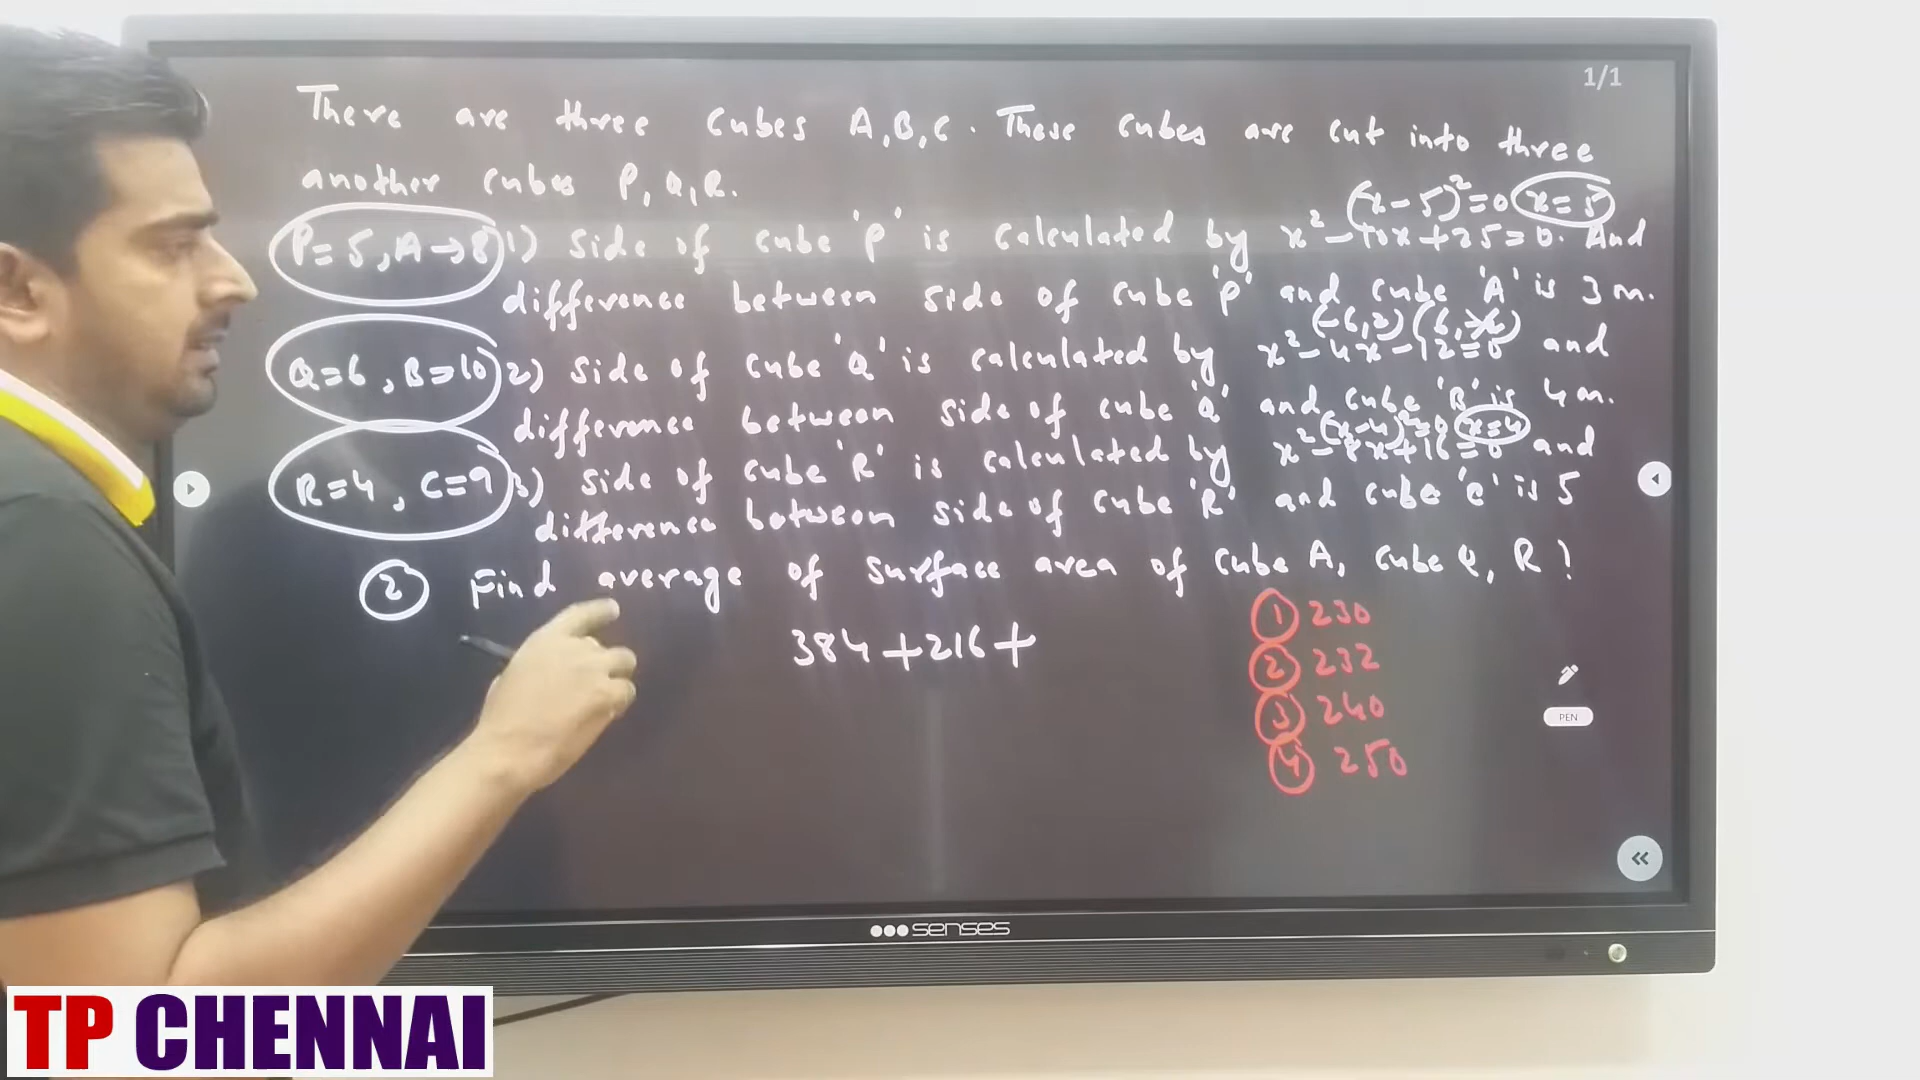 1/1
There are three cubes A,B,C. These cubes are cut into three
another cubes P,Q,R.
(x-5)²=0 x=5
P=5, A→8
1) Side of cube 'P' is calculated by x²-10x+25=0. And
difference between side of cube 'P' and cube 'A' is 3m.
(-6,2) (6,
Q=6, B=10
2) Side of cube 'Q' is calculated by x²-4x-12=0 and
difference between side of cube 'Q' and cube 'B' is 4m.
(x-4)²=0 x=4
R=4, C=9
3) Side of cube 'R' is calculated by x²-8x+16=0 and
difference between side of cube 'R' and cube 'C' is 5
2 Find average of surface area of cube A, cube Q, R?
384+216+
1 230
2 232
3 240
4 250
PEN
senses
TP CHENNAI